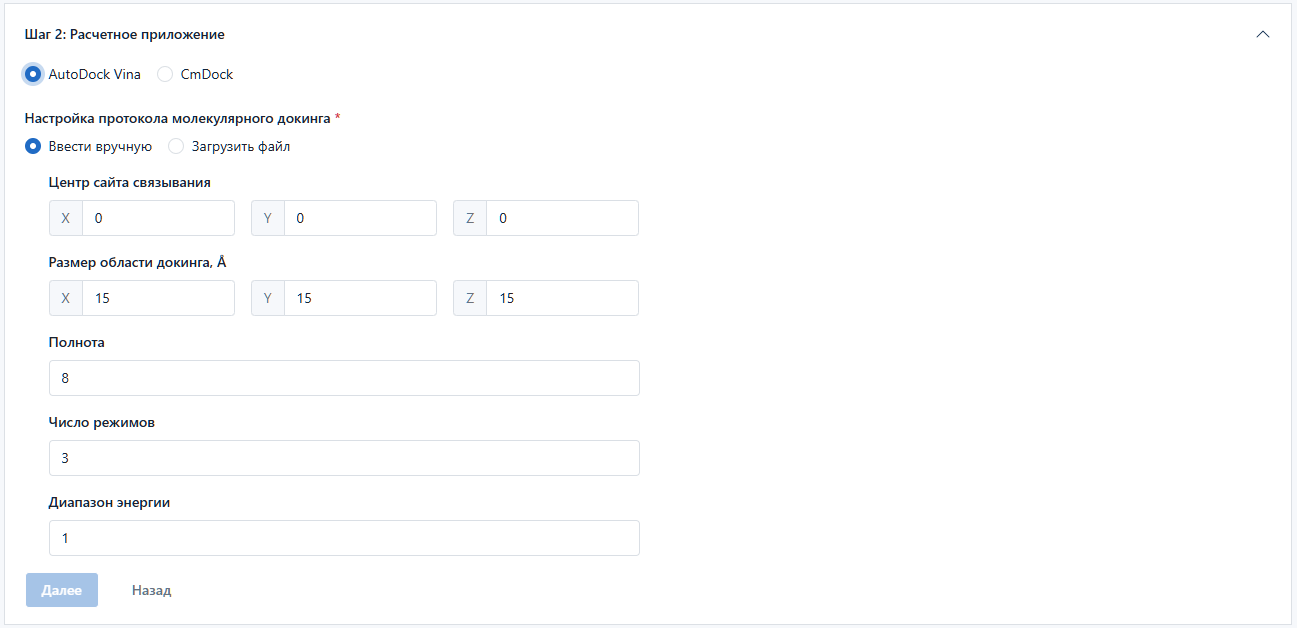 Шаг 2: Расчетное приложение
AutoDock Vina CmDock
Настройка протокола молекулярного докинга *
Ввести вручную Загрузить файл
Центр сайта связывания
X 0 Y 0 Z 0
Размер области докинга, Å
X 15 Y 15 Z 15
Полнота
8
Число режимов
3
Диапазон энергии
1
Далее Назад